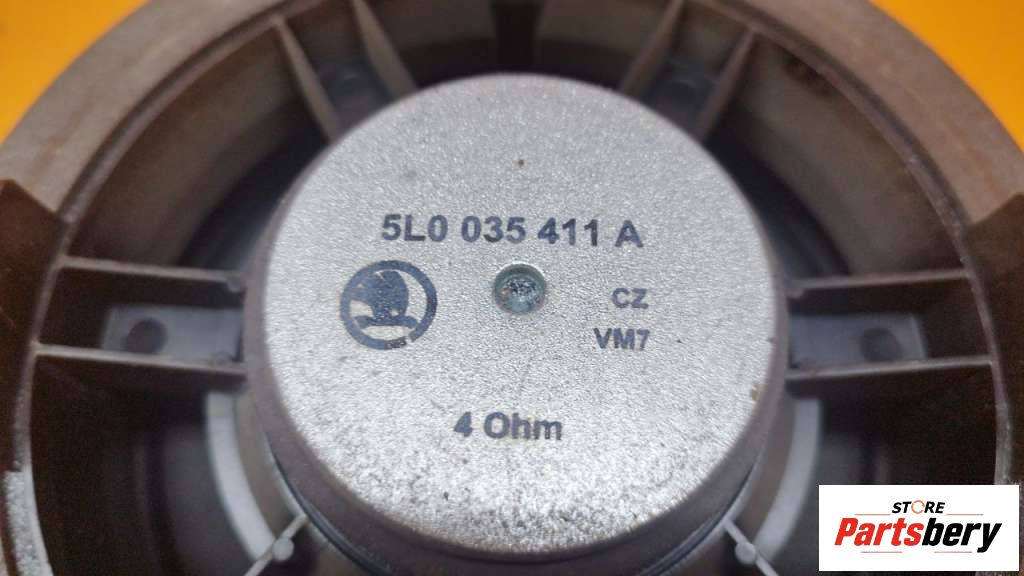 5L0 035 411 A
CZ
VM7
4 Ohm
STORE
Partsbery